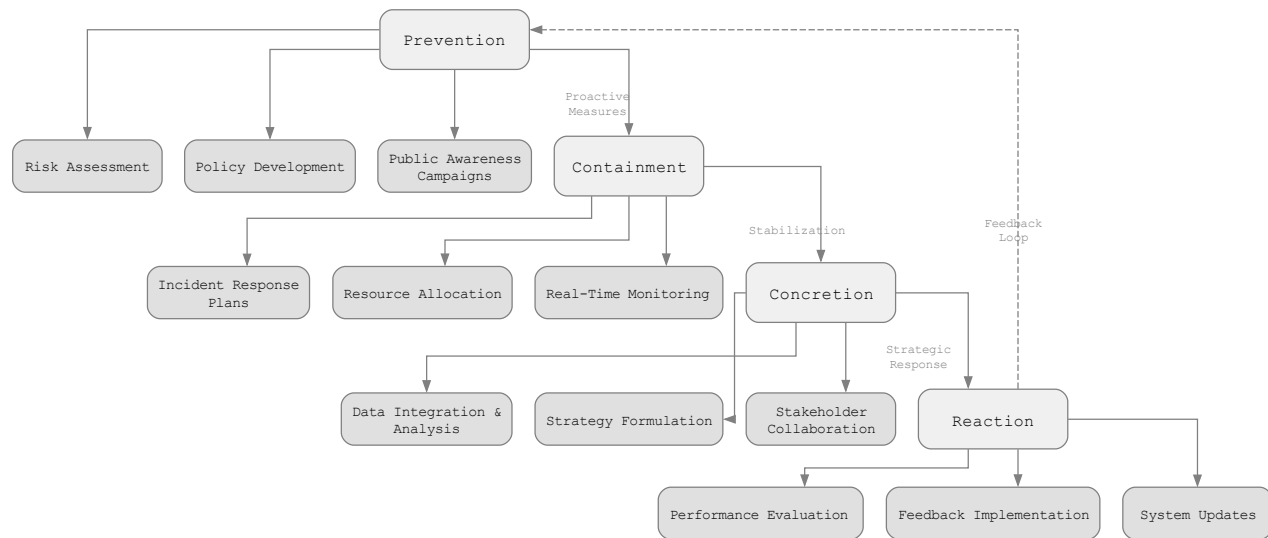 Prevention
Proactive
Measures
Risk Assessment
Policy Development
Public Awareness
Campaigns
Containment
Stabilization
Feedback
Loop
Incident Response
Plans
Resource Allocation
Real-Time Monitoring
Concretion
Strategic
Response
Data Integration &
Analysis
Strategy Formulation
Stakeholder
Collaboration
Reaction
Performance Evaluation
Feedback Implementation
System Updates